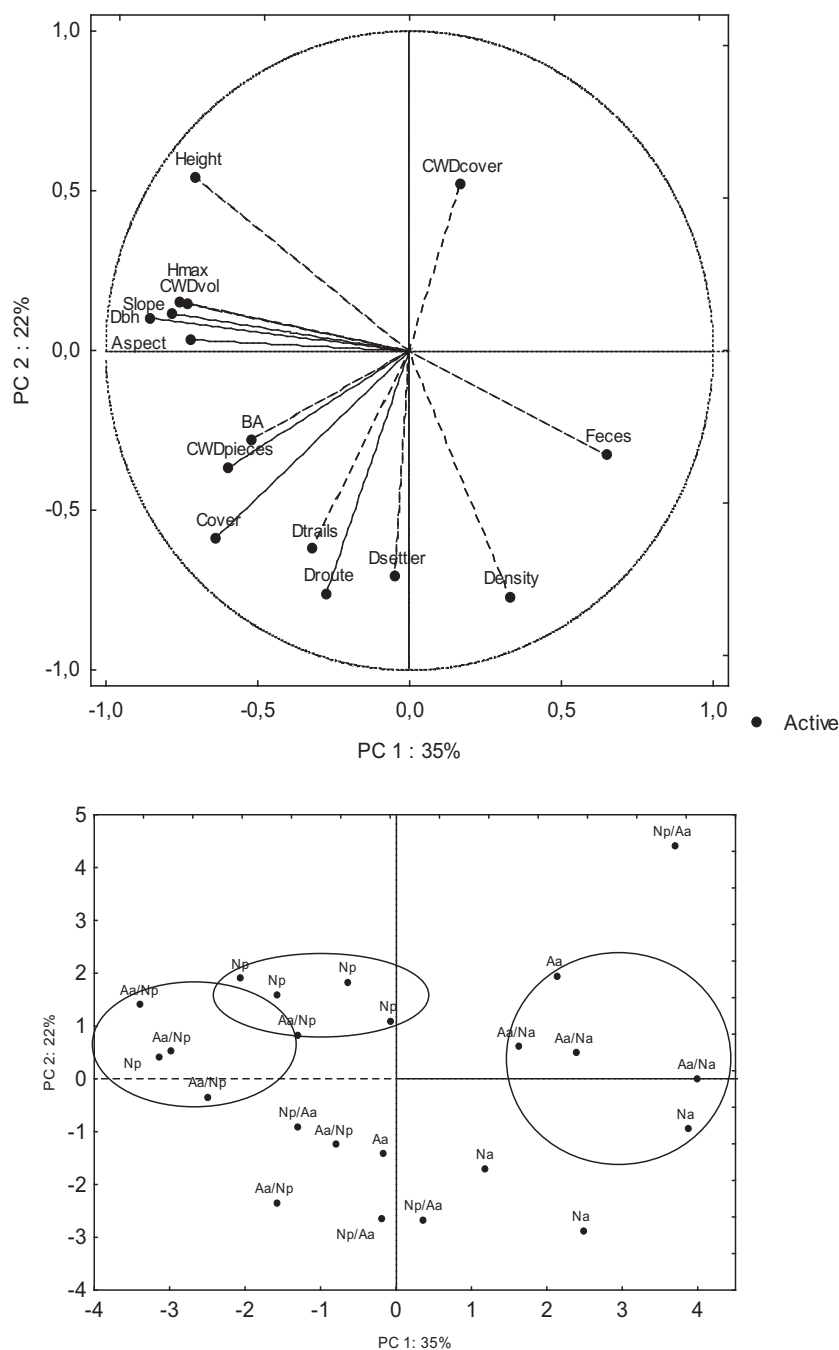 1,0
Height
CWDcover
0,5
Hmax
CWDvol
Slope
Dbh
Aspect
0,0
PC 2 : 22%
BA
CWDpieces
Feces
Cover
Dtrails
Dsettler
Droute
Density
-0,5
-1,0
-1,0 -0,5 0,0 0,5 1,0
PC 1 : 35%
Active
5
Np/Aa
4
3
2
Np Np Np Aa
Aa/Np Np
1
Aa/Np Aa/Np Aa/Na Aa/Na
Np Aa/Na
0
Aa/Np
PC 2: 22%
Np/Aa Na
-1
Aa/Np Aa
Na
-2
Aa/Np
Np/Aa Np/Aa Na
-3
-4
-4 -3 -2 -1 0 1 2 3 4
PC 1: 35%